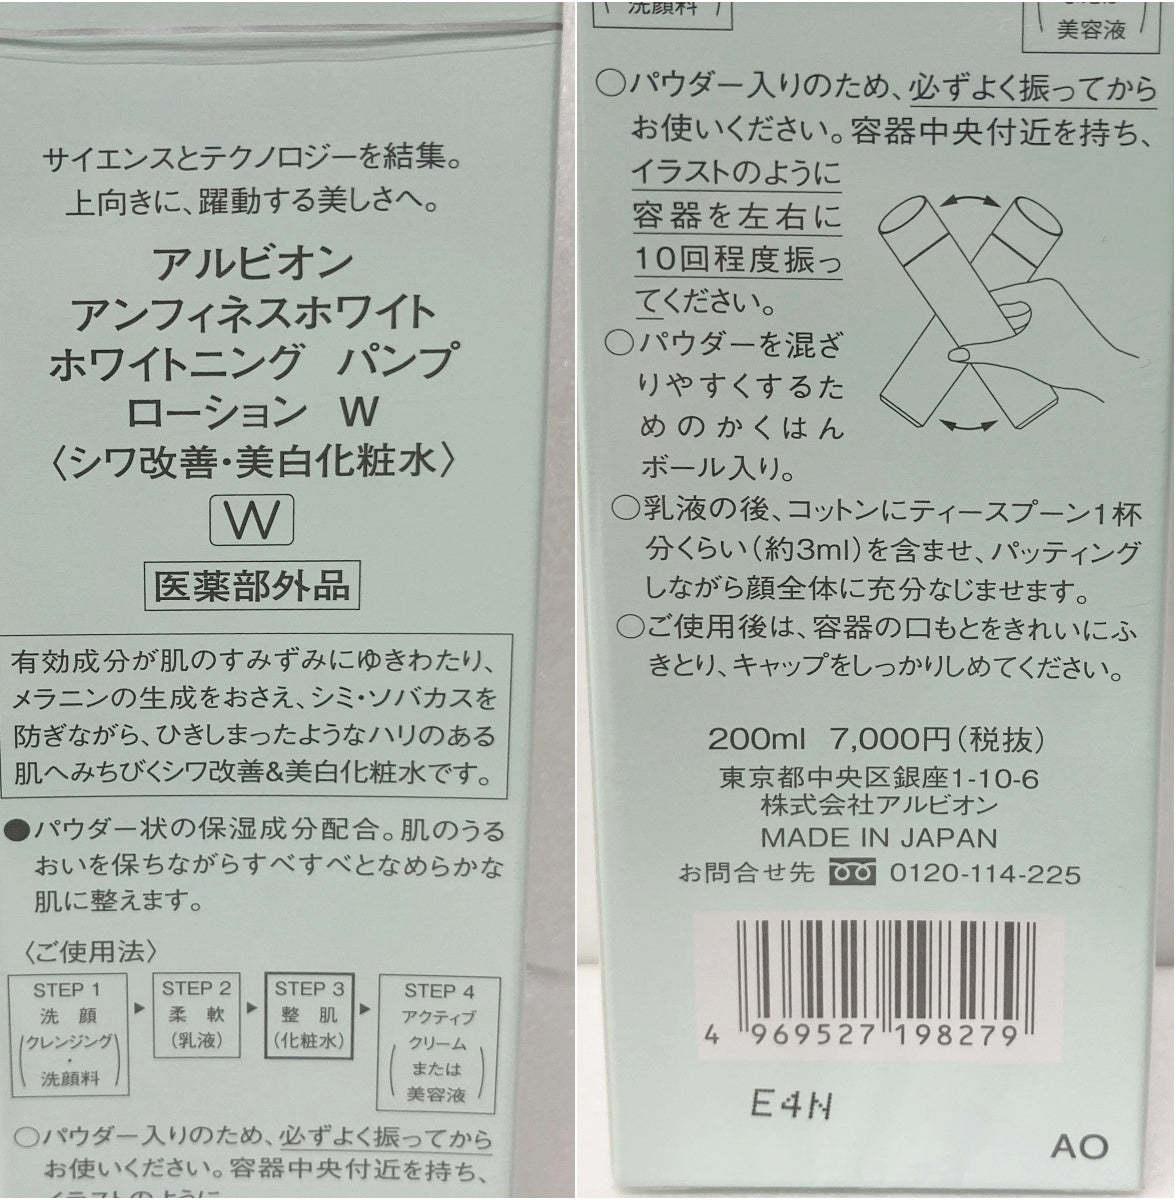 サイエンスとテクノロジーを結集。
上向きに、躍動する美しさへ。
アルビオン
アンフィネスホワイト
ホワイトニング パンプ
ローション W
〈シワ改善・美白化粧水〉
W
医薬部外品
有効成分が肌のすみずみにゆきわたり、
メラニンの生成をおさえ、シミ・ソバカスを
防ぎながら、ひきしまったようなハリのある
肌へみちびくシワ改善&美白化粧水です。
●パウダー状の保湿成分配合。肌のうる
おいを保ちながらすべすべとなめらかな
肌に整えます。
〈ご使用法〉
STEP 1
洗 顔
(クレンジング
・
洗顔料)
STEP 2
柔 軟
(乳液)
STEP 3
整 肌
(化粧水)
STEP 4
アクティブ
(クリーム
または
美容液)
○パウダー入りのため、必ずよく振ってから
お使いください。容器中央付近を持ち、
イラストのように
洗顔料
美容液
○パウダー入りのため、必ずよく振ってから
お使いください。容器中央付近を持ち、
イラストのように
容器を左右に
10回程度振っ
てください。
○パウダーを混ざ
りやすくするた
めのかくはん
ボール入り。
○乳液の後、コットンにティースプーン1杯
分くらい(約3ml)を含ませ、パッティング
しながら顔全体に充分なじませます。
○ご使用後は、容器の口もとをきれいにふ
きとり、キャップをしっかりしめてください。
200ml 7,000円(税抜)
東京都中央区銀座1-10-6
株式会社アルビオン
MADE IN JAPAN
お問合せ先 0120-114-225
4 969527 198279
E4N
AO